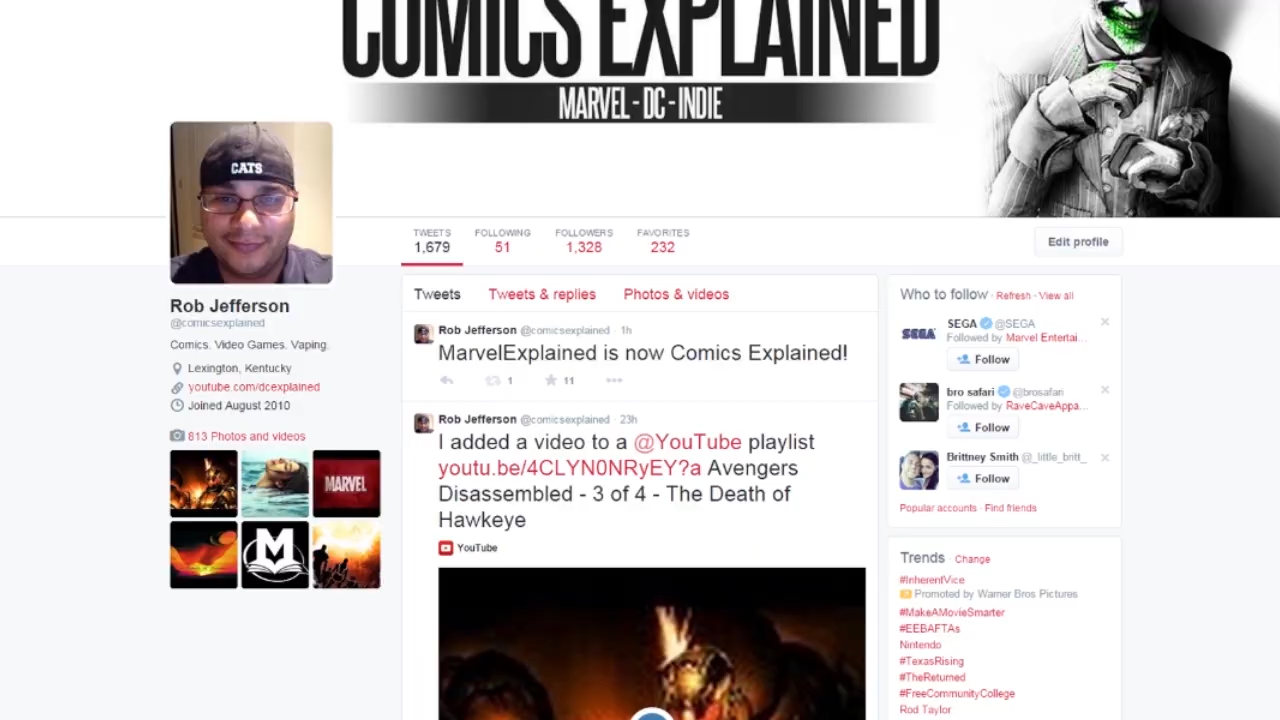 COMICS EXPLAINED
MARVEL - DC - INDIE
CATS
TWEETS
1,679
FOLLOWING
51
FOLLOWERS
1,328
FAVORITES
232
Edit profile
Rob Jefferson
@comicsexplained
Comics. Video Games. Vaping.
Lexington, Kentucky
youtube.com/dcexplained
Joined August 2010
813 Photos and videos
MARVEL
M
Tweets
Tweets & replies
Photos & videos
Rob Jefferson @comicsexplained · 1h
MarvelExplained is now Comics Explained!
1
11
Rob Jefferson @comicsexplained · 23h
I added a video to a @YouTube playlist
youtu.be/4CLYN0NRyEY?a Avengers
Disassembled - 3 of 4 - The Death of
Hawkeye
YouTube
Who to follow · Refresh · View all
SEGA
SEGA @SEGA
Followed by Marvel Entertai...
Follow
bro safari @brosafari
Followed by RaveCaveAppa...
Follow
Brittney Smith @_little_britt_
Follow
Popular accounts · Find friends
Trends · Change
#InherentVice
Promoted by Warner Bros Pictures
#MakeAMovieSmarter
#EEBAFTAs
Nintendo
#TexasRising
#TheReturned
#FreeCommunityCollege
Rod Taylor